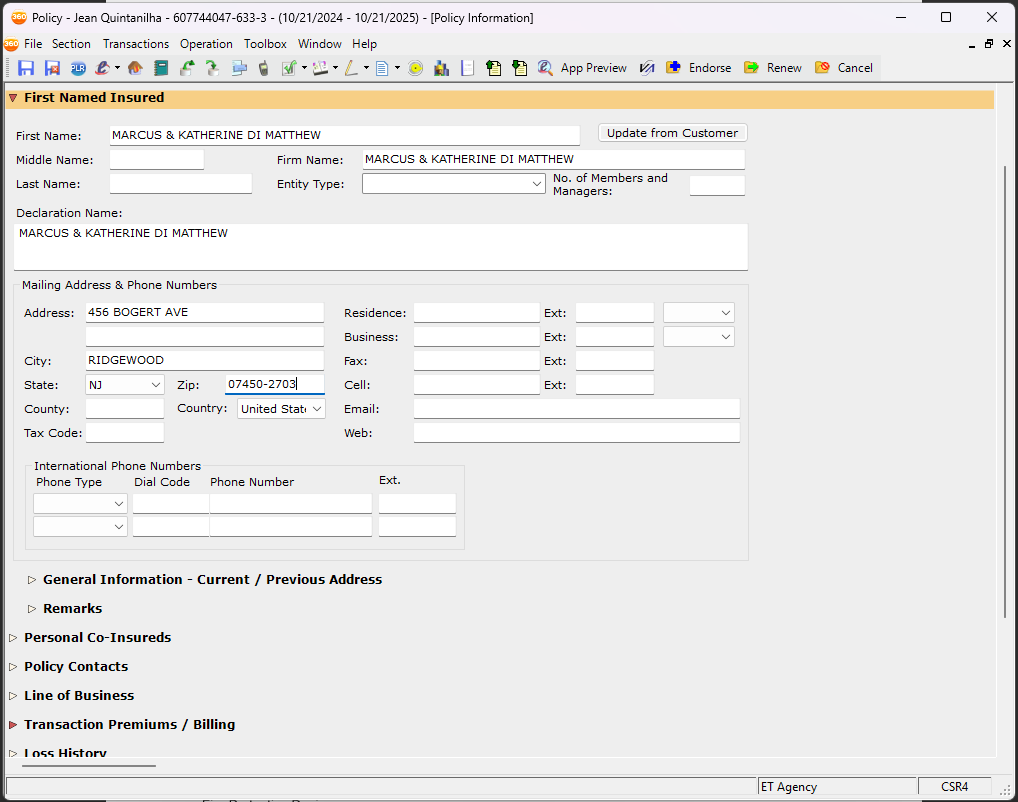 Policy - Jean Quintanilha - 607744047-633-3 - (10/21/2024 - 10/21/2025) - [Policy Information]
360 File Section Transactions Operation Toolbox Window Help
PLR App Preview Endorse Renew Cancel
First Named Insured
First Name: MARCUS & KATHERINE DI MATTHEW Update from Customer
Middle Name: Firm Name: MARCUS & KATHERINE DI MATTHEW
Last Name: Entity Type: No. of Members and Managers:
Declaration Name:
MARCUS & KATHERINE DI MATTHEW
Mailing Address & Phone Numbers
Address: 456 BOGERT AVE Residence: Ext:
Business: Ext:
City: RIDGEWOOD Fax: Ext:
State: NJ Zip: 07450-2703 Cell: Ext:
County: Country: United State Email:
Tax Code: Web:
International Phone Numbers
Phone Type Dial Code Phone Number Ext.
General Information - Current / Previous Address
Remarks
Personal Co-Insureds
Policy Contacts
Line of Business
Transaction Premiums / Billing
Loss History
ET Agency CSR4